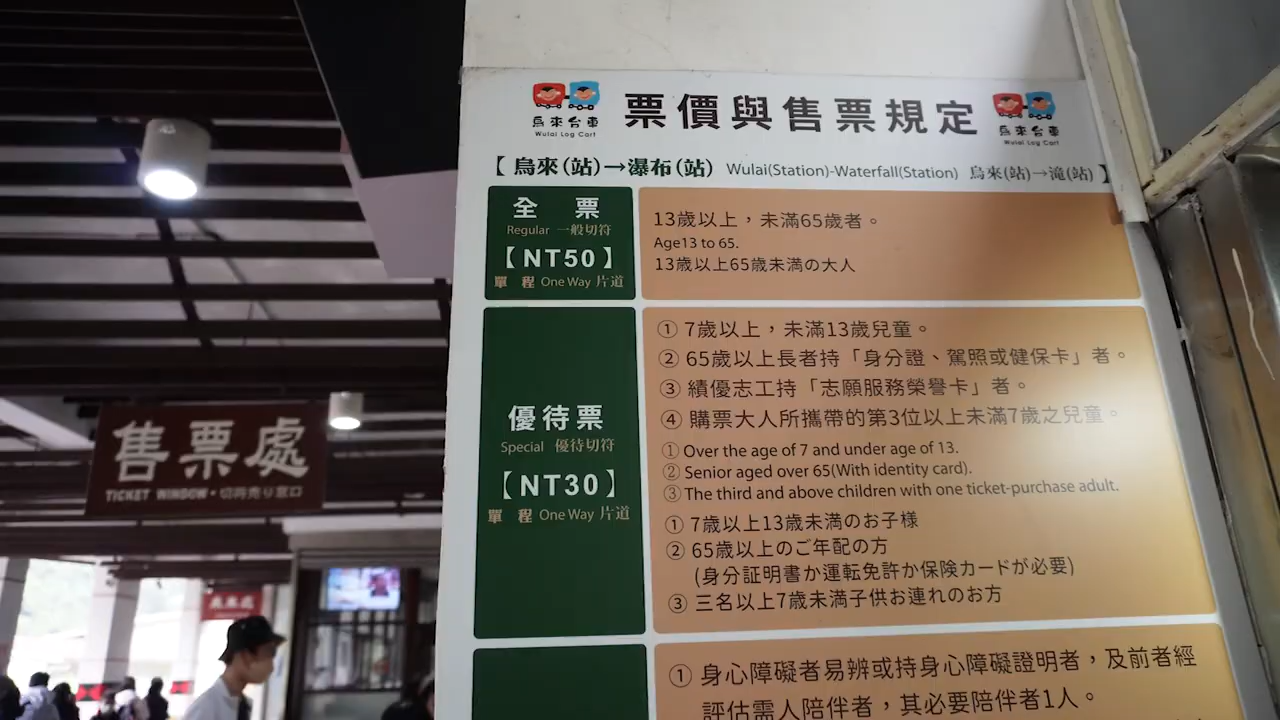 烏來台車
Wulai Log Cart
票價與售票規定
烏來台車
Wulai Log Cart
【烏來(站)→瀑布(站) Wulai(Station)-Waterfall(Station) 烏来(站)→滝(站)】
全 票
Regular 一般切符
【NT50】
單 程 One Way 片道
13歲以上，未滿65歲者。
Age13 to 65.
13歲以上65歲未満の大人
優待票
Special 優待切符
【NT30】
單 程 One Way 片道
① 7歲以上，未滿13歲兒童。
② 65歲以上長者持「身分證、駕照或健保卡」者。
③ 績優志工持「志願服務榮譽卡」者。
④ 購票大人所攜帶的第3位以上未滿7歲之兒童。
① Over the age of 7 and under age of 13.
② Senior aged over 65(With identity card).
③ The third and above children with one ticket-purchase adult.
① 7歲以上13歲未満のお子様
② 65歲以上のご年配の方
(身分証明書か運転免許か保険カードが必要)
③ 三名以上7歲未満子供お連れのお方
① 身心障礙者易辨或持身心障礙證明者，及前者經
評估需人陪伴者，其必要陪伴者1人。
售票處
TICKET WINDOW・切符売り窓口